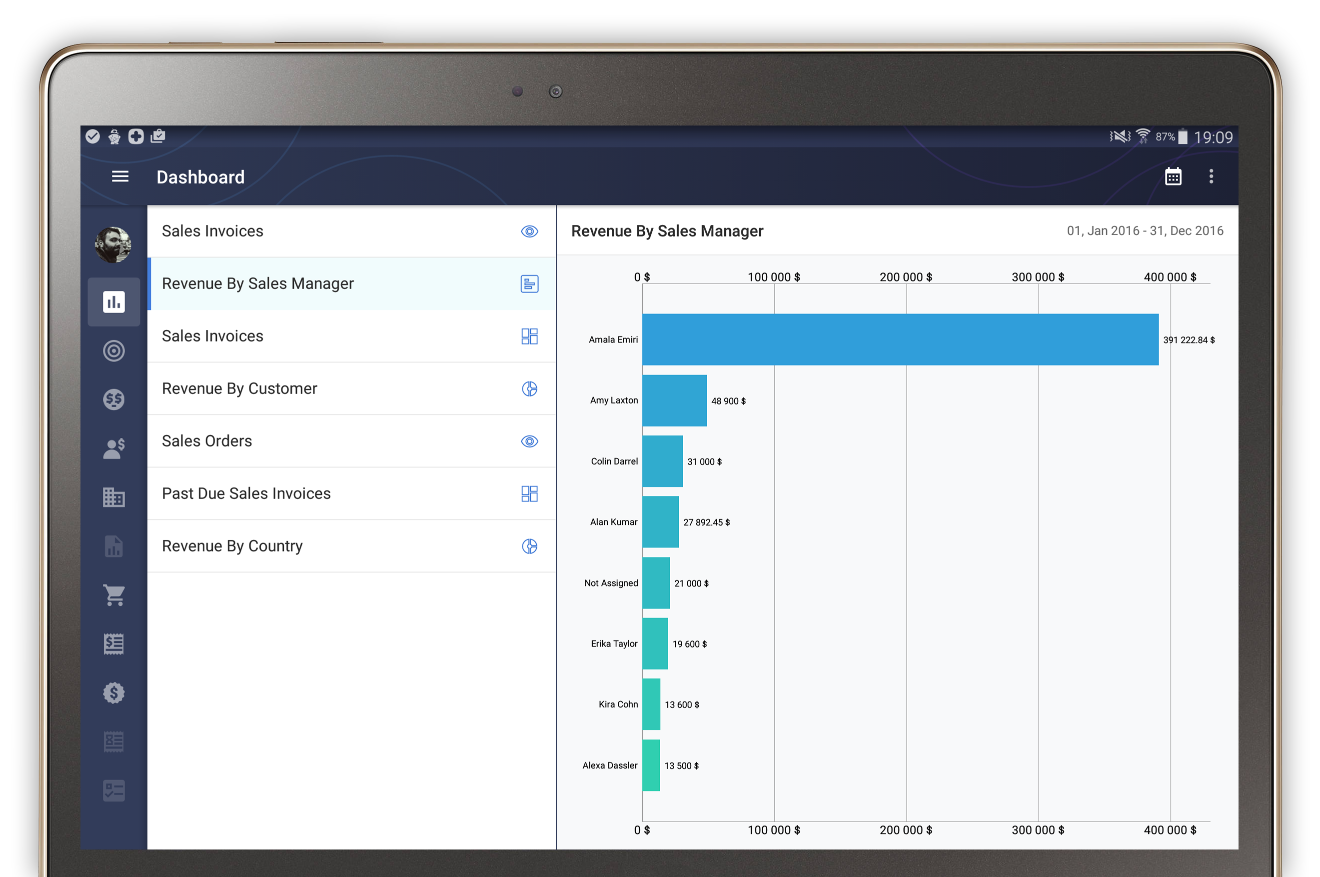 87% 19:09
Dashboard
Sales Invoices
Revenue By Sales Manager
Sales Invoices
Revenue By Customer
Sales Orders
Past Due Sales Invoices
Revenue By Country
Revenue By Sales Manager 01, Jan 2016 - 31, Dec 2016
0 $ 100 000 $ 200 000 $ 300 000 $ 400 000 $
Amala Emiri 391 222.84 $
Amy Laxton 48 900 $
Colin Darrel 31 000 $
Alan Kumar 27 892.45 $
Not Assigned 21 000 $
Erika Taylor 19 600 $
Kira Cohn 13 600 $
Alexa Dassler 13 500 $
0 $ 100 000 $ 200 000 $ 300 000 $ 400 000 $